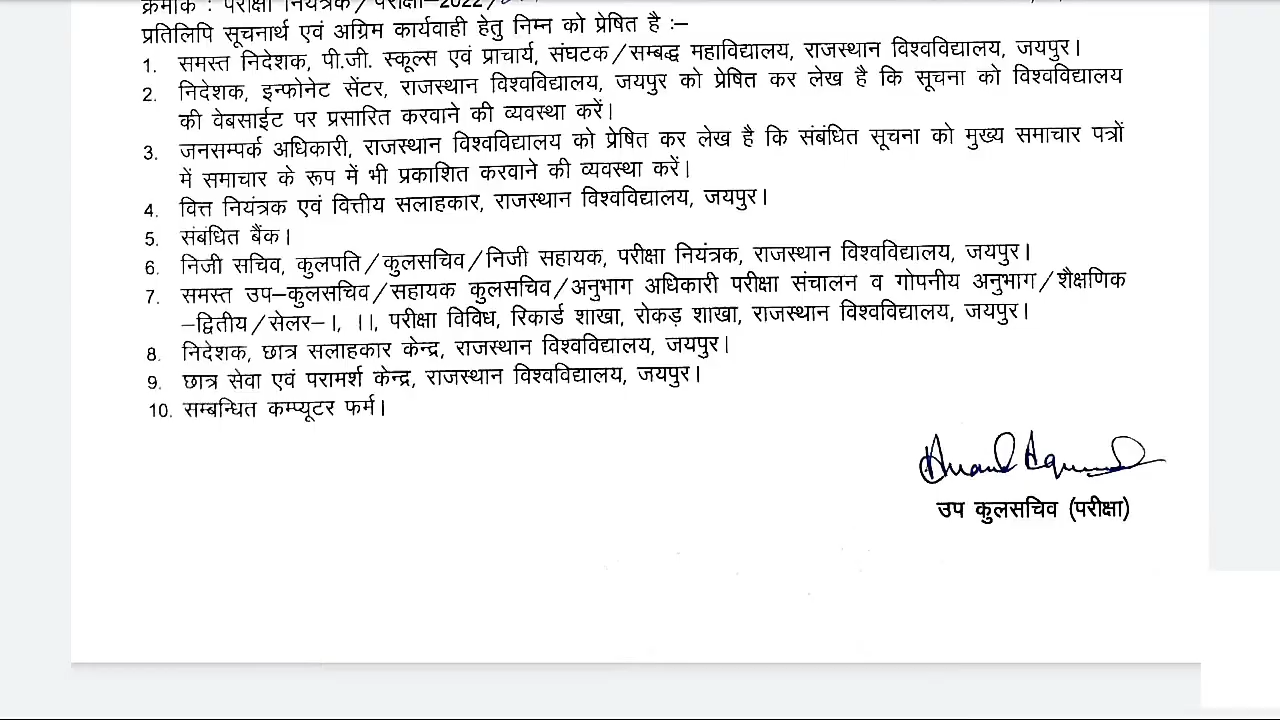 क्रमांक : परीक्षा नियंत्रक/परीक्षा–2022/
प्रतिलिपि सूचनार्थ एवं अग्रिम कार्यवाही हेतु निम्न को प्रेषित है :–
1. समस्त निदेशक, पी.जी. स्कूल्स एवं प्राचार्य, संघटक/सम्बद्ध महाविद्यालय, राजस्थान विश्वविद्यालय, जयपुर।
2. निदेशक, इन्फोनेट सेंटर, राजस्थान विश्वविद्यालय, जयपुर को प्रेषित कर लेख है कि सूचना को विश्वविद्यालय
की वेबसाईट पर प्रसारित करवाने की व्यवस्था करें।
3. जनसम्पर्क अधिकारी, राजस्थान विश्वविद्यालय को प्रेषित कर लेख है कि संबंधित सूचना को मुख्य समाचार पत्रों
में समाचार के रूप में भी प्रकाशित करवाने की व्यवस्था करें।
4. वित्त नियंत्रक एवं वित्तीय सलाहकार, राजस्थान विश्वविद्यालय, जयपुर।
5. संबंधित बैंक।
6. निजी सचिव, कुलपति/कुलसचिव/निजी सहायक, परीक्षा नियंत्रक, राजस्थान विश्वविद्यालय, जयपुर।
7. समस्त उप–कुलसचिव/सहायक कुलसचिव/अनुभाग अधिकारी परीक्षा संचालन व गोपनीय अनुभाग/शैक्षणिक
–द्वितीय/सेलर–।, ।।, परीक्षा विविध, रिकार्ड शाखा, रोकड़ शाखा, राजस्थान विश्वविद्यालय, जयपुर।
8. निदेशक, छात्र सलाहकार केन्द्र, राजस्थान विश्वविद्यालय, जयपुर।
9. छात्र सेवा एवं परामर्श केन्द्र, राजस्थान विश्वविद्यालय, जयपुर।
10. सम्बन्धित कम्प्यूटर फर्म।
उप कुलसचिव (परीक्षा)